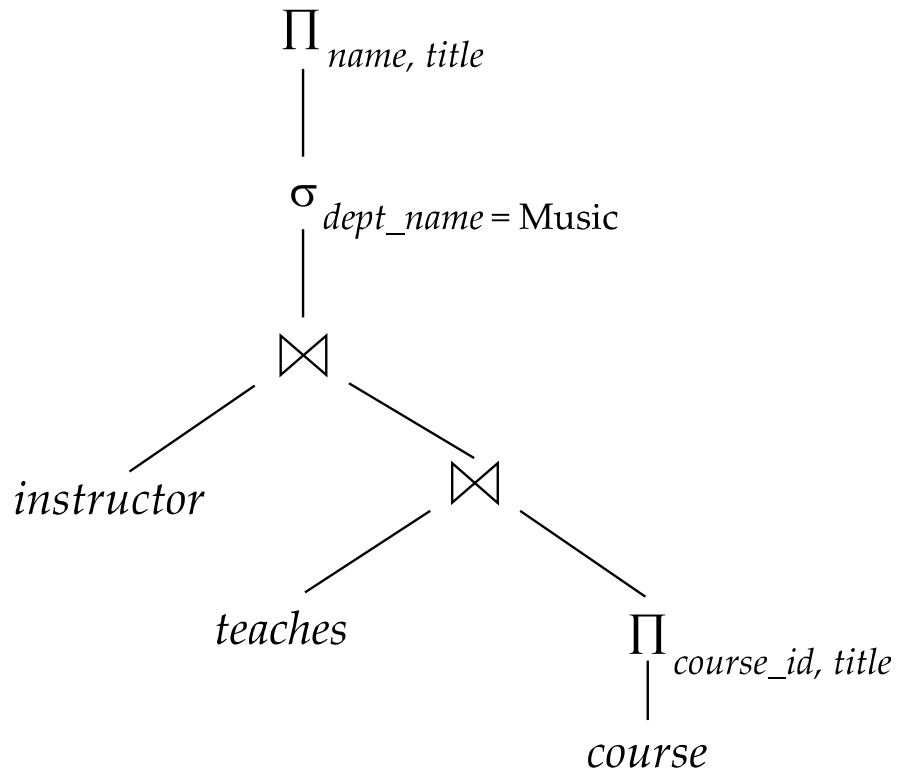 ∏ name, title
σ dept_name = Music
⋈
instructor
⋈
teaches
∏ course_id, title
course